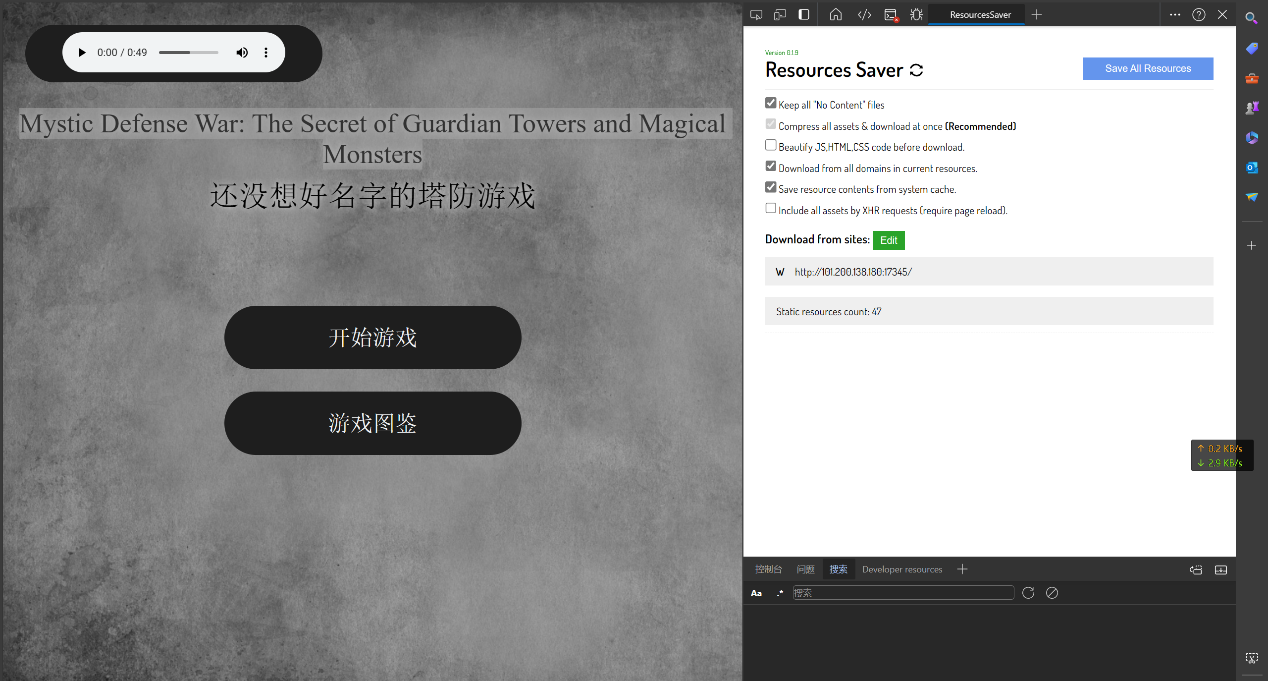 0:00 / 0:49
Mystic Defense War: The Secret of Guardian Towers and Magical
Monsters
还没想好名字的塔防游戏
开始游戏
游戏图鉴
ResourcesSaver
Version 0.1.9
Resources Saver
Save All Resources
Keep all "No Content" files
Compress all assets & download at once (Recommended)
Beautify JS,HTML,CSS code before download.
Download from all domains in current resources.
Save resource contents from system cache.
Include all assets by XHR requests (require page reload).
Download from sites: Edit
W http://101.200.138.180:17345/
Static resources count: 47
↑ 0.2 KB/s
↓ 2.9 KB/s
控制台 问题 搜索 Developer resources
Aa .* 搜索